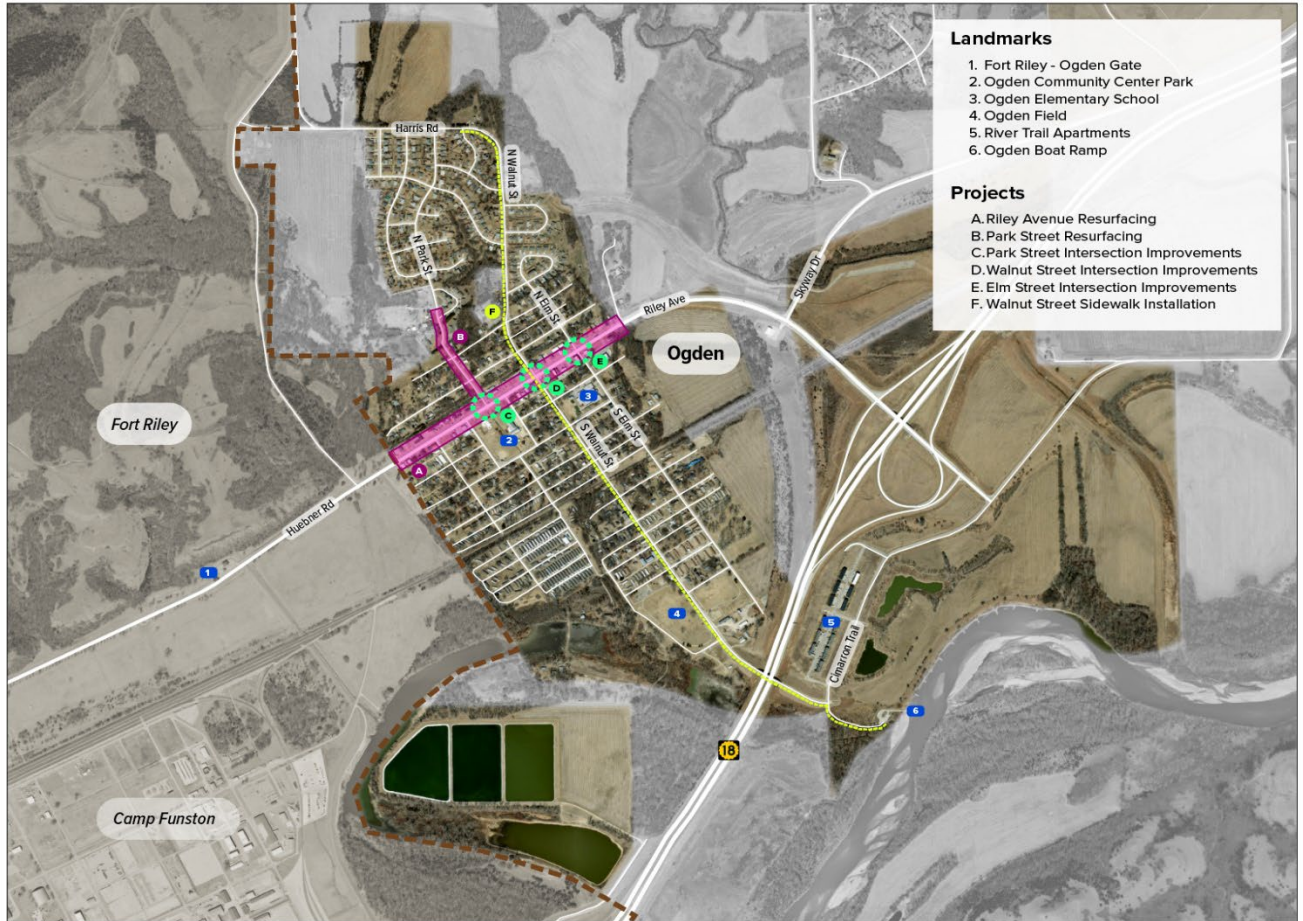 Landmarks
1. Fort Riley - Ogden Gate
2. Ogden Community Center Park
3. Ogden Elementary School
4. Ogden Field
5. River Trail Apartments
6. Ogden Boat Ramp
Projects
A. Riley Avenue Resurfacing
B. Park Street Resurfacing
C. Park Street Intersection Improvements
D. Walnut Street Intersection Improvements
E. Elm Street Intersection Improvements
F. Walnut Street Sidewalk Installation
Harris Rd
N Walnut St
N Park St
Skyway Dr
N Elm St
Riley Ave
F
B
Ogden
E
D
3
C
Fort Riley
2
S Elm St
S Walnut St
A
Huebner Rd
1
4
5
Cimarron Trail
6
18
Camp Funston